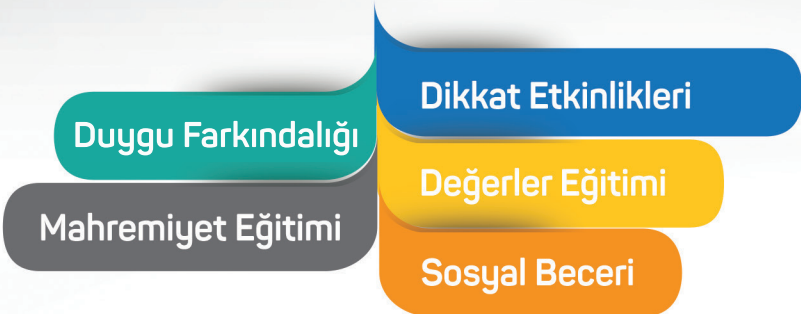 Dikkat Etkinlikleri
Duygu Farkındalığı
Değerler Eğitimi
Mahremiyet Eğitimi
Sosyal Beceri